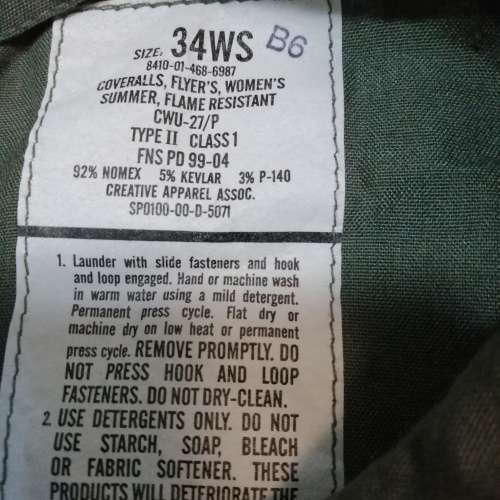 SIZE: 34WS B6
8410-01-468-6987
COVERALLS, FLYER'S, WOMEN'S
SUMMER, FLAME RESISTANT
CWU-27/P
TYPE II CLASS 1
FNS PD 99-04
92% NOMEX 5% KEVLAR 3% P-140
CREATIVE APPAREL ASSOC.
SPO100-00-D-5071
1. Launder with slide fasteners and hook
and loop engaged. Hand or machine wash
in warm water using a mild detergent.
Permanent press cycle. Flat dry or
machine dry on low heat or permanent
press cycle. REMOVE PROMPTLY. DO
NOT PRESS HOOK AND LOOP
FASTENERS. DO NOT DRY-CLEAN.
2. USE DETERGENTS ONLY. DO NOT
USE STARCH, SOAP, BLEACH
OR FABRIC SOFTENER. THESE
PRODUCTS WILL DETERIORATE THE